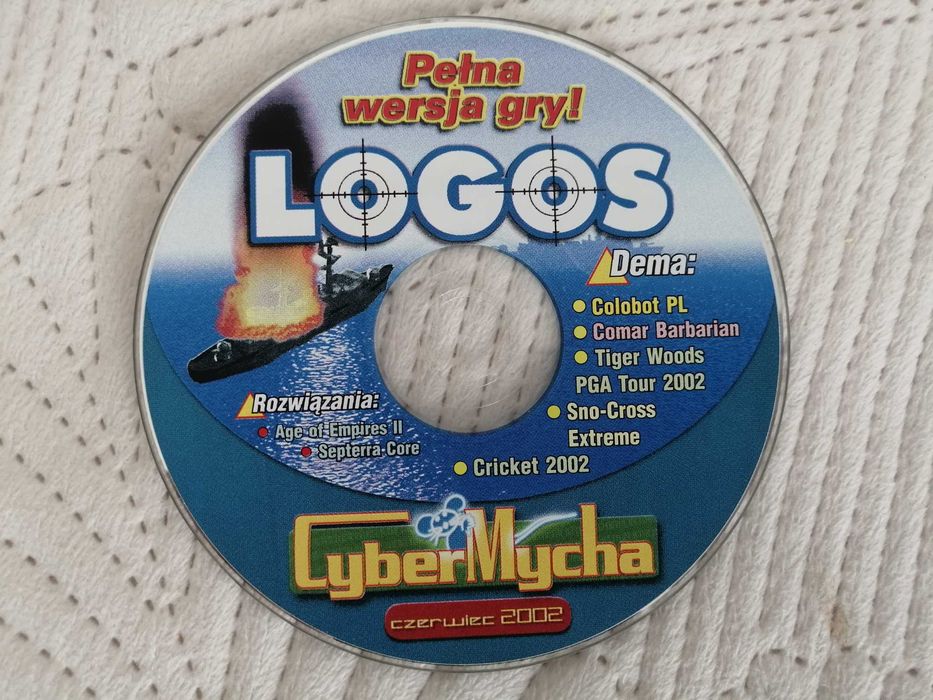 Pełna
wersja gry!
LOGOS
Dema:
Colobot PL
Comar Barbarian
Tiger Woods
PGA Tour 2002
Sno-Cross
Extreme
Cricket 2002
Rozwiązania:
Age of Empires II
Septerra Core
CyberMycha
czerwiec 2002